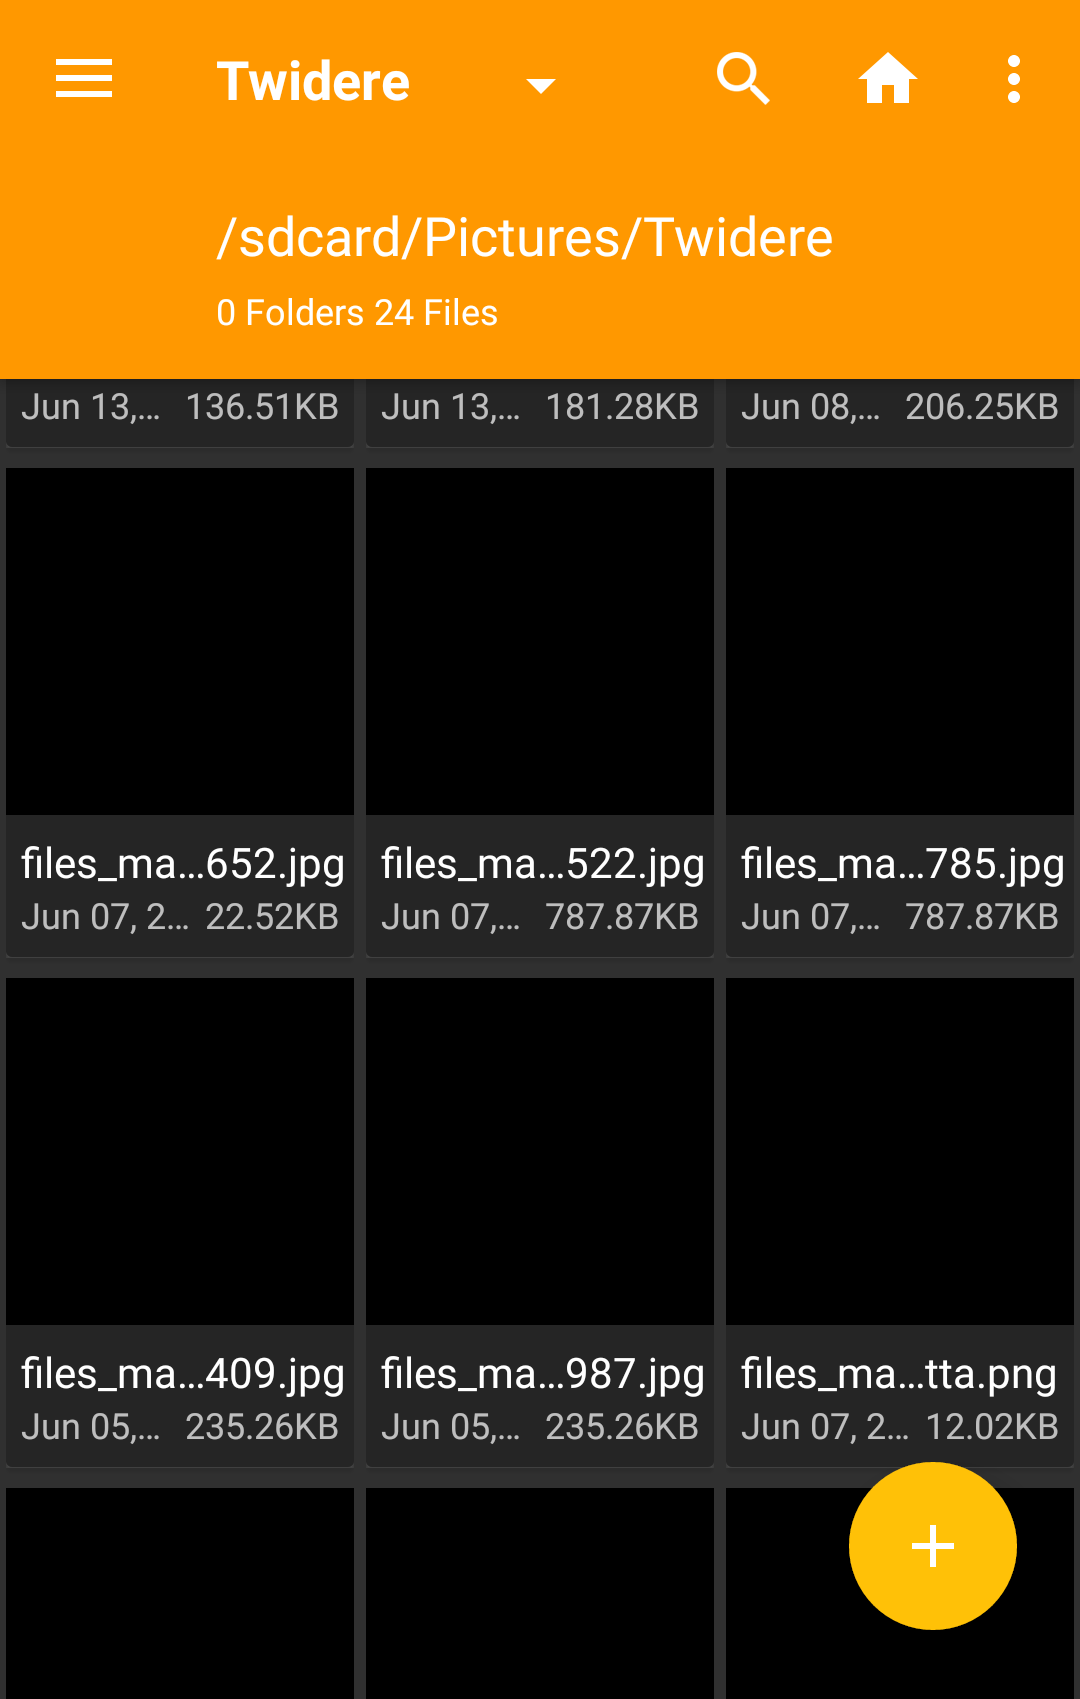 Twidere
/sdcard/Pictures/Twidere
0 Folders 24 Files
Jun 13,... 136.51KB
Jun 13,... 181.28KB
Jun 08,... 206.25KB
files_ma...652.jpg
Jun 07, 2... 22.52KB
files_ma...522.jpg
Jun 07,... 787.87KB
files_ma...785.jpg
Jun 07,... 787.87KB
files_ma...409.jpg
Jun 05,... 235.26KB
files_ma...987.jpg
Jun 05,... 235.26KB
files_ma...tta.png
Jun 07, 2... 12.02KB